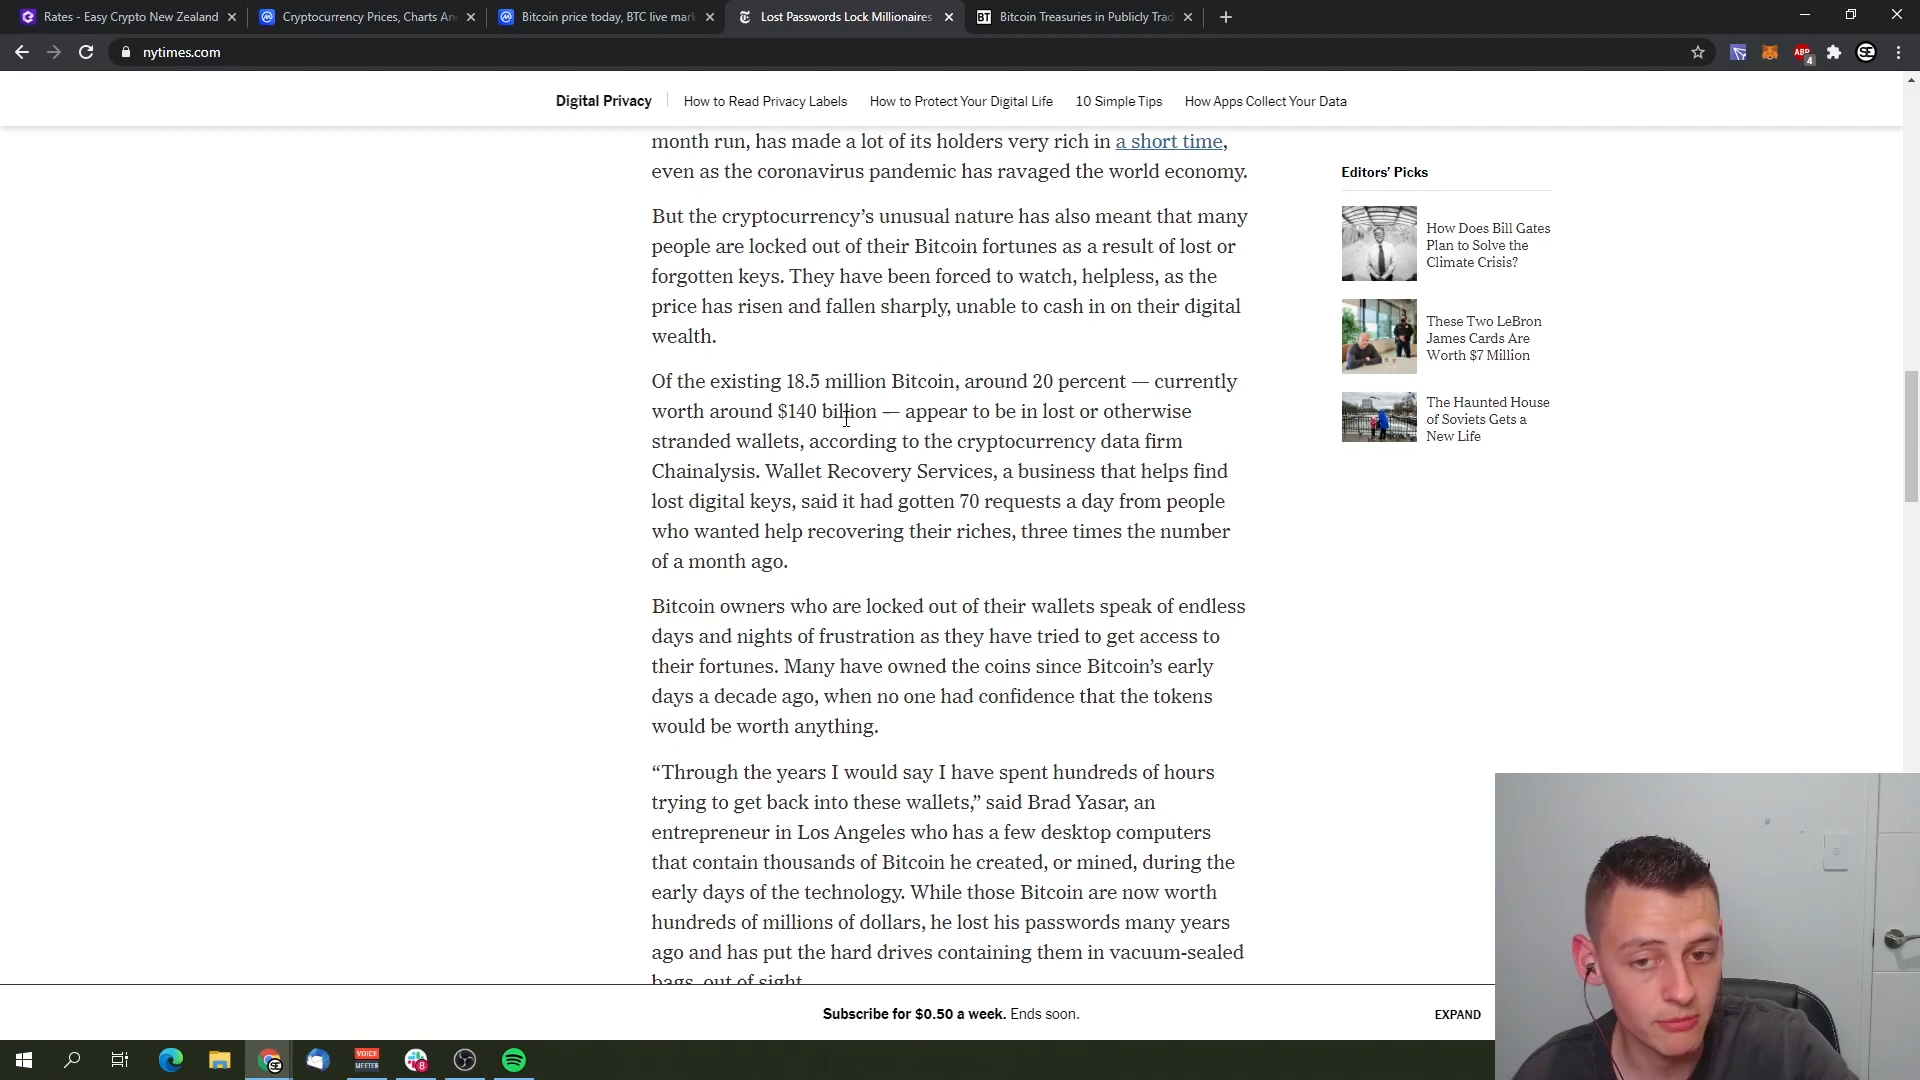 Rates - Easy Crypto New Zealand
Cryptocurrency Prices, Charts An
Bitcoin price today, BTC live mar
Lost Passwords Lock Millionaires
BT
Bitcoin Treasuries in Publicly Trad
nytimes.com
ABP
4
SE
Digital Privacy
How to Read Privacy Labels
How to Protect Your Digital Life
10 Simple Tips
How Apps Collect Your Data
month run, has made a lot of its holders very rich in a short time,
even as the coronavirus pandemic has ravaged the world economy.
But the cryptocurrency’s unusual nature has also meant that many
people are locked out of their Bitcoin fortunes as a result of lost or
forgotten keys. They have been forced to watch, helpless, as the
price has risen and fallen sharply, unable to cash in on their digital
wealth.
Of the existing 18.5 million Bitcoin, around 20 percent — currently
worth around $140 billion — appear to be in lost or otherwise
stranded wallets, according to the cryptocurrency data firm
Chainalysis. Wallet Recovery Services, a business that helps find
lost digital keys, said it had gotten 70 requests a day from people
who wanted help recovering their riches, three times the number
of a month ago.
Bitcoin owners who are locked out of their wallets speak of endless
days and nights of frustration as they have tried to get access to
their fortunes. Many have owned the coins since Bitcoin’s early
days a decade ago, when no one had confidence that the tokens
would be worth anything.
“Through the years I would say I have spent hundreds of hours
trying to get back into these wallets,” said Brad Yasar, an
entrepreneur in Los Angeles who has a few desktop computers
that contain thousands of Bitcoin he created, or mined, during the
early days of the technology. While those Bitcoin are now worth
hundreds of millions of dollars, he lost his passwords many years
ago and has put the hard drives containing them in vacuum-sealed
bags, out of sight.
Editors’ Picks
How Does Bill Gates
Plan to Solve the
Climate Crisis?
These Two LeBron
James Cards Are
Worth $7 Million
The Haunted House
of Soviets Gets a
New Life
Subscribe for $0.50 a week. Ends soon.
EXPAND
SE
VOICE
MEETER
8